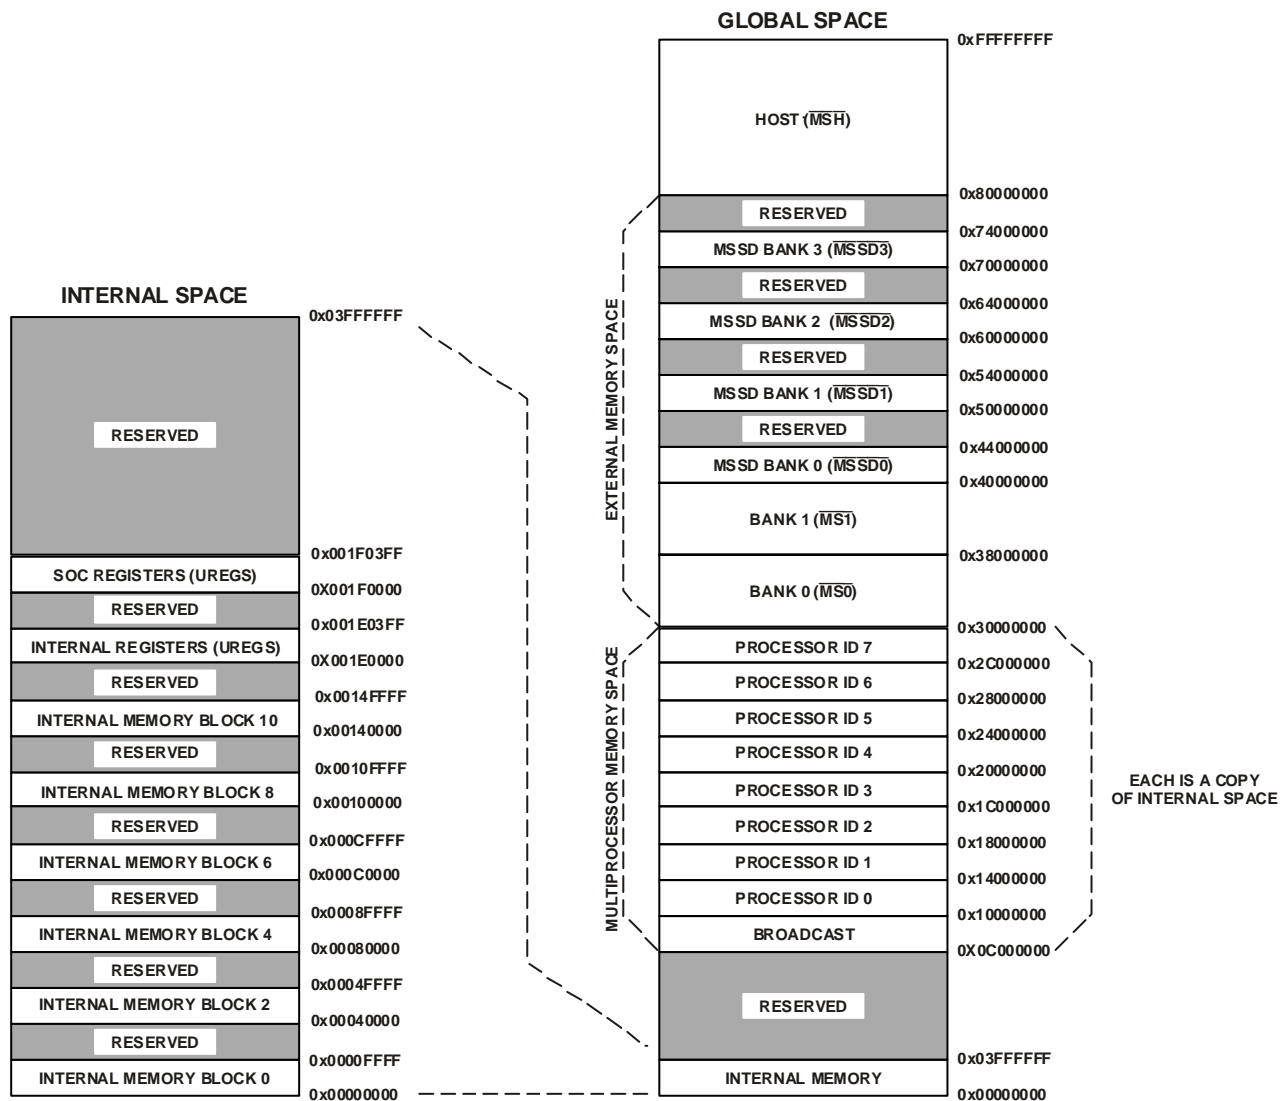 GLOBAL SPACE
0xFFFFFFFF
HOST (MSH)
0x80000000
RESERVED
0x74000000
MSSD BANK 3 (MSSD3)
0x70000000
RESERVED
0x64000000
MSSD BANK 2 (MSSD2)
0x60000000
RESERVED
0x54000000
MSSD BANK 1 (MSSD1)
0x50000000
RESERVED
0x44000000
MSSD BANK 0 (MSSD0)
0x40000000
BANK 1 (MS1)
0x38000000
BANK 0 (MS0)
0x30000000
PROCESSOR ID 7
0x2C000000
PROCESSOR ID 6
0x28000000
PROCESSOR ID 5
0x24000000
PROCESSOR ID 4
0x20000000
PROCESSOR ID 3
0x1C000000
PROCESSOR ID 2
0x18000000
PROCESSOR ID 1
0x14000000
PROCESSOR ID 0
0x10000000
BROADCAST
0X0C000000
RESERVED
0x03FFFFFF
INTERNAL MEMORY
0x00000000
EXTERNAL MEMORY SPACE
MULTIPROCESSOR MEMORY SPACE
EACH IS A COPY
OF INTERNAL SPACE
INTERNAL SPACE
0x03FFFFFF
RESERVED
0x001F03FF
SOC REGISTERS (UREGS)
0X001F0000
RESERVED
0x001E03FF
INTERNAL REGISTERS (UREGS)
0X001E0000
RESERVED
0x0014FFFF
INTERNAL MEMORY BLOCK 10
0x00140000
RESERVED
0x0010FFFF
INTERNAL MEMORY BLOCK 8
0x00100000
RESERVED
0x000CFFFF
INTERNAL MEMORY BLOCK 6
0x000C0000
RESERVED
0x0008FFFF
INTERNAL MEMORY BLOCK 4
0x00080000
RESERVED
0x0004FFFF
INTERNAL MEMORY BLOCK 2
0x00040000
RESERVED
0x0000FFFF
INTERNAL MEMORY BLOCK 0
0x00000000